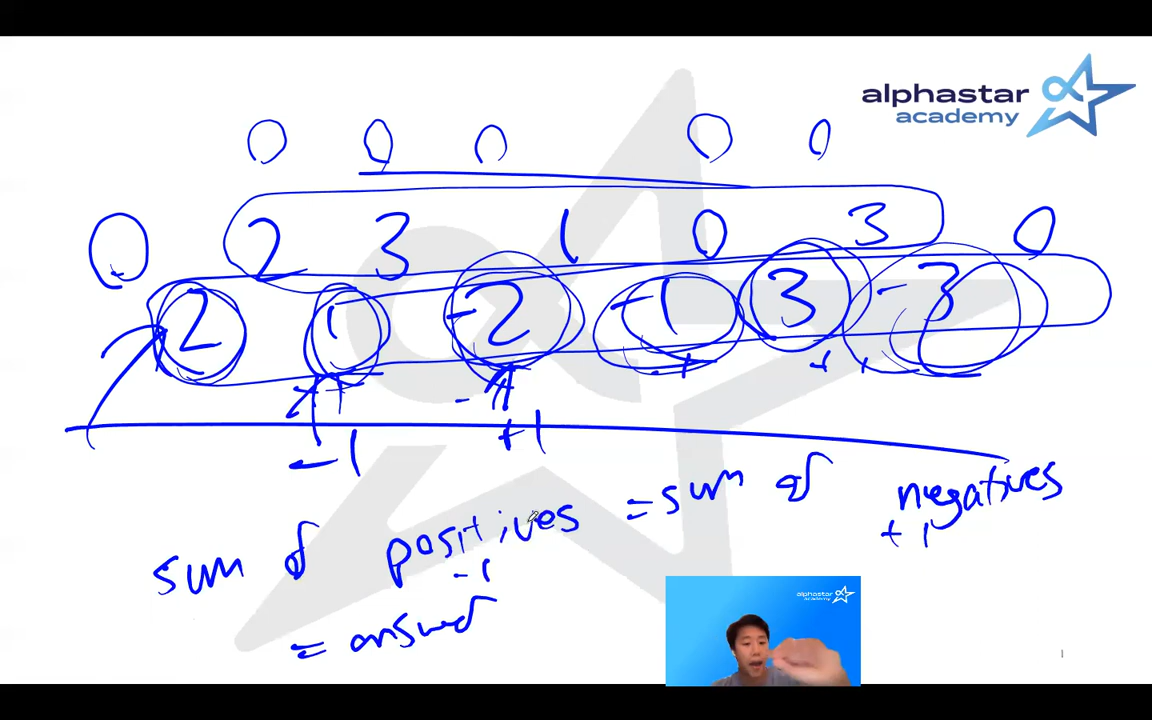 alphastar
academy
0 0 0 0 0
0 2 3 1 0 3 0
2 1 -2 -1 3 -3
-1 +1
sum of positives = sum of negatives
-1 +1
= answer
alphastar
academy
1